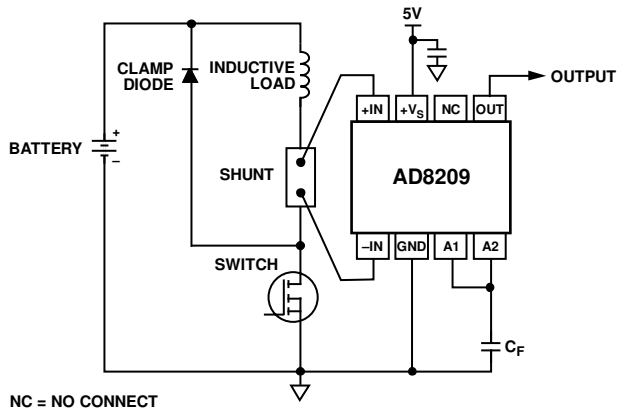 5V
CLAMP
DIODE
INDUCTIVE
LOAD
OUTPUT
+IN
+VS
NC
OUT
BATTERY
+
–
SHUNT
AD8209
–IN
GND
A1
A2
SWITCH
CF
NC = NO CONNECT